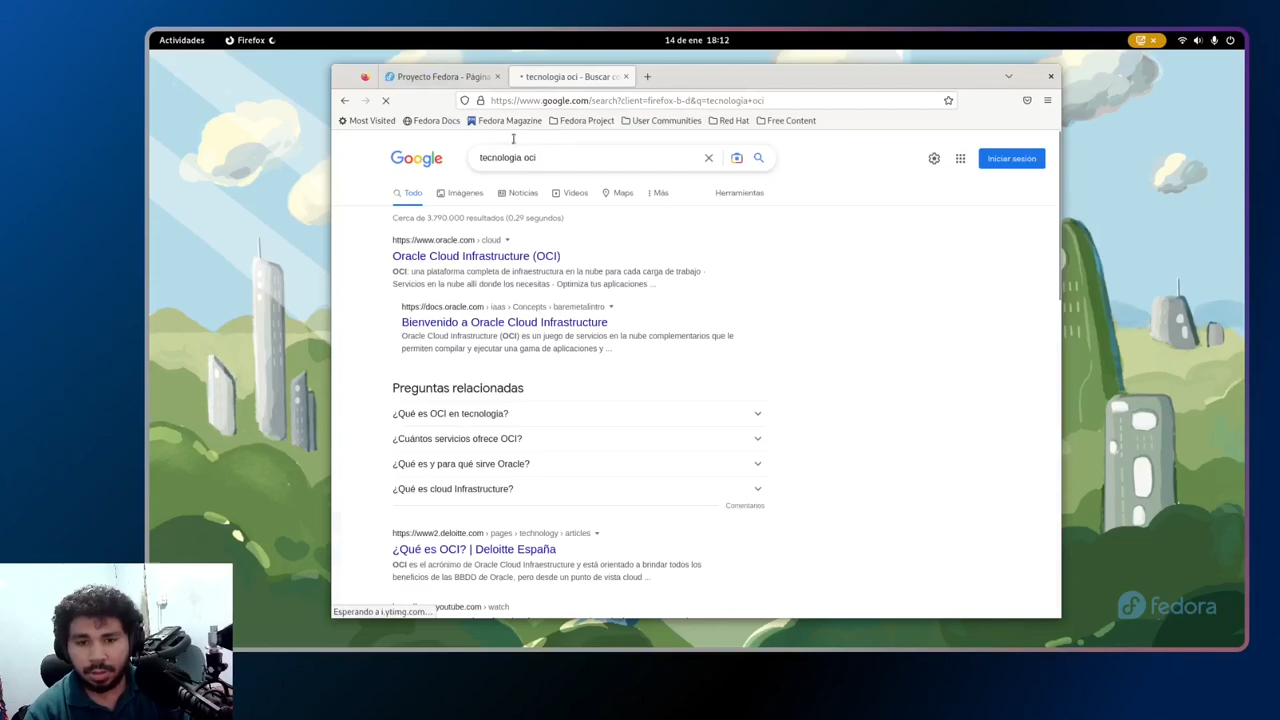 Actividades
Firefox
14 de ene 18:12
Proyecto Fedora - Página
tecnologia oci - Buscar co
https://www.google.com/search?client=firefox-b-d&q=tecnologia+oci
Most Visited
Fedora Docs
Fedora Magazine
Fedora Project
User Communities
Red Hat
Free Content
Google
tecnologia oci
Iniciar sesión
Todo
Imágenes
Noticias
Videos
Maps
Más
Herramientas
Cerca de 3.790.000 resultados (0,29 segundos)
https://www.oracle.com › cloud
Oracle Cloud Infrastructure (OCI)
OCI: una plataforma completa de infraestructura en la nube para cada carga de trabajo ·
Servicios en la nube allí donde los necesitas · Optimiza tus aplicaciones ...
https://docs.oracle.com › iaas › Concepts › baremetalintro
Bienvenido a Oracle Cloud Infrastructure
Oracle Cloud Infrastructure (OCI) es un juego de servicios en la nube complementarios que le
permiten compilar y ejecutar una gama de aplicaciones y ...
Preguntas relacionadas
¿Qué es OCI en tecnologia?
¿Cuántos servicios ofrece OCI?
¿Qué es y para qué sirve Oracle?
¿Qué es cloud Infrastructure?
Comentarios
https://www2.deloitte.com › pages › technology › articles
¿Qué es OCI? | Deloitte España
OCI es el acrónimo de Oracle Cloud Infraestructure y está orientado a brindar todos los
beneficios de las BBDD de Oracle, pero desde un punto de vista cloud ...
youtube.com › watch
Esperando a i.ytimg.com...
fedora